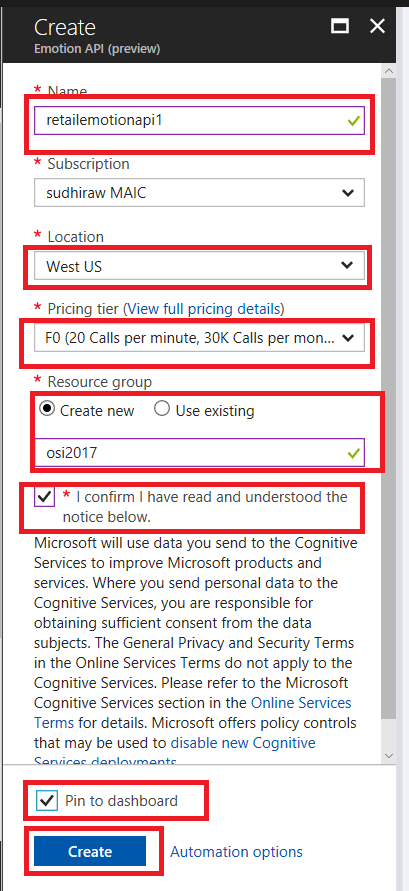 Create
Emotion API (preview)
* Name
retailemotionapi1
* Subscription
sudhiraw MAIC
* Location
West US
* Pricing tier (View full pricing details)
F0 (20 Calls per minute, 30K Calls per mon...
* Resource group
Create new Use existing
osi2017
* I confirm I have read and understood the
notice below.
Microsoft will use data you send to the Cognitive
Services to improve Microsoft products and
services. Where you send personal data to the
Cognitive Services, you are responsible for
obtaining sufficient consent from the data
subjects. The General Privacy and Security Terms
in the Online Services Terms do not apply to the
Cognitive Services. Please refer to the Microsoft
Cognitive Services section in the Online Services
Terms for details. Microsoft offers policy controls
that may be used to disable new Cognitive
Services deployments
Pin to dashboard
Create Automation options